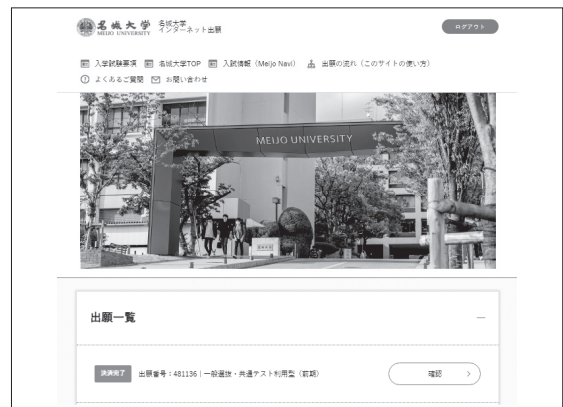 名城大学 名城大学
MEIJO UNIVERSITY インターネット出願
ログアウト
入学試験要項 名城大学TOP 入試情報（Meijo Navi） 出願の流れ（このサイトの使い方）
よくあるご質問 お問い合わせ
MEIJO UNIVERSITY
出願一覧
決済完了 出願番号：481136｜一般選抜・共通テスト利用型（前期） 確認